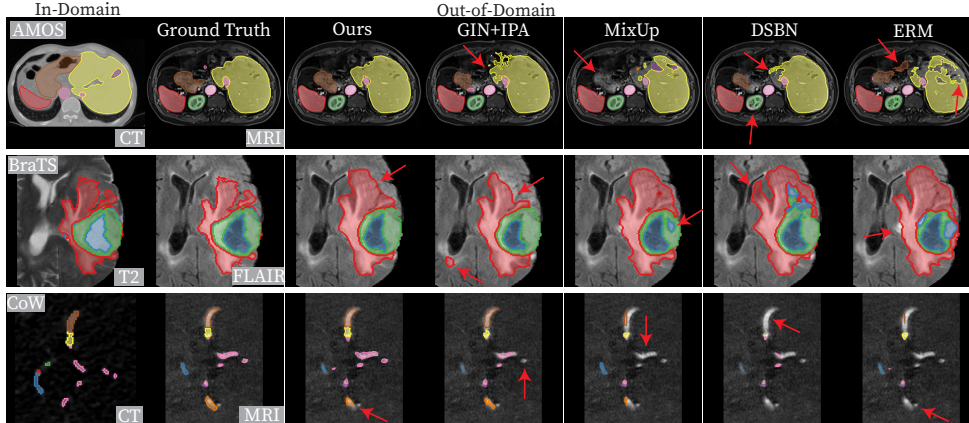 In-Domain
Out-of-Domain
AMOS
Ground Truth
Ours
GIN+IPA
MixUp
DSBN
ERM
CT
MRI
BraTS
T2
FLAIR
CoW
CT
MRI